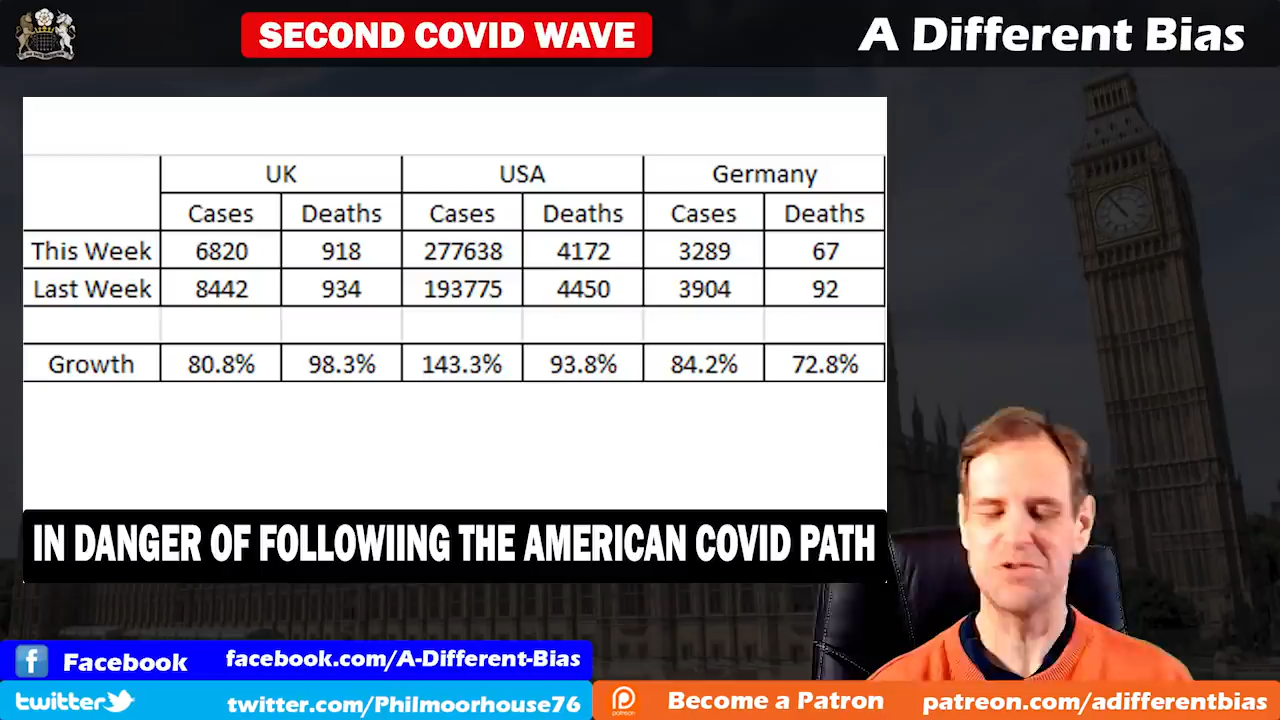 SECOND COVID WAVE
A Different Bias
UK USA Germany
Cases Deaths Cases Deaths Cases Deaths
This Week 6820 918 277638 4172 3289 67
Last Week 8442 934 193775 4450 3904 92
Growth 80.8% 98.3% 143.3% 93.8% 84.2% 72.8%
IN DANGER OF FOLLOWIING THE AMERICAN COVID PATH
f Facebook facebook.com/A-Different-Bias
twitter twitter.com/Philmoorhouse76
Become a Patron patreon.com/adifferentbias